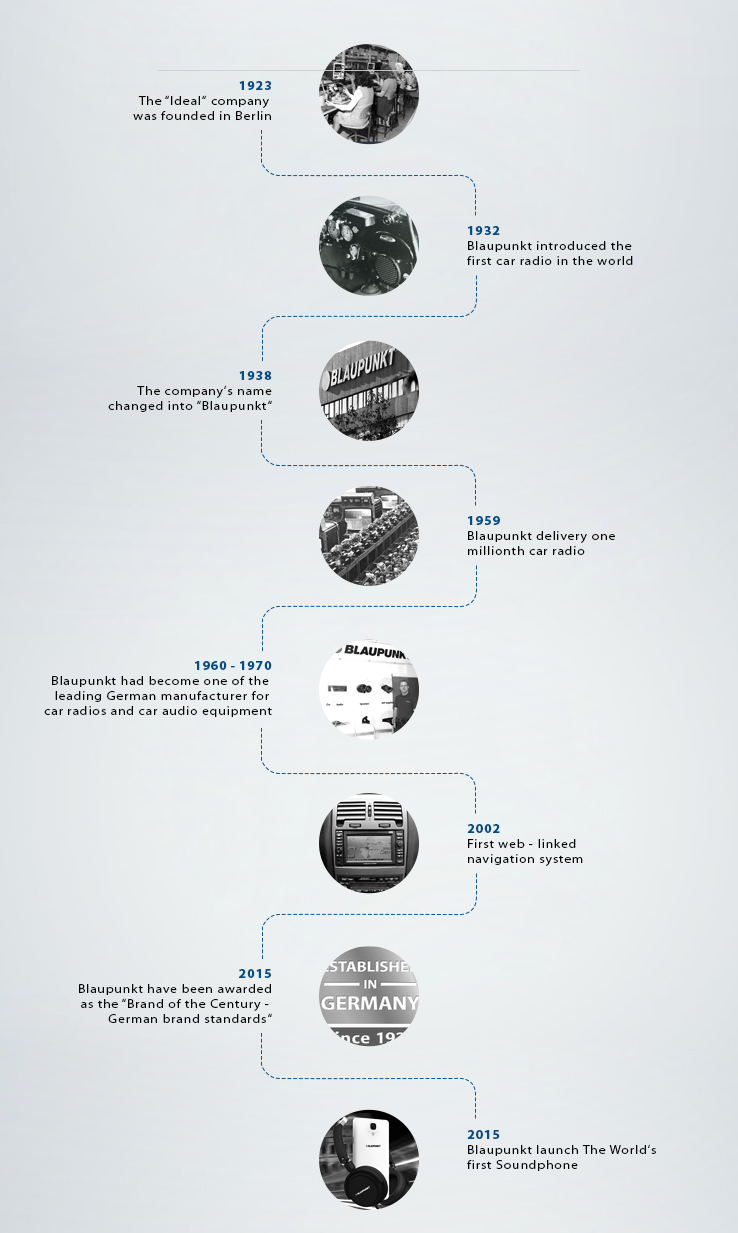 1923
The "Ideal" company
was founded in Berlin
1932
Blaupunkt introduced the
first car radio in the world
BLAUPUNKT
1938
The company's name
changed into "Blaupunkt"
1959
Blaupunkt delivery one
millionth car radio
BLAUPUNK
1960 - 1970
Blaupunkt had become one of the
leading German manufacturer for
car radios and car audio equipment
2002
First web - linked
navigation system
STABLISHE
IN
GERMANY
ince 192
2015
Blaupunkt have been awarded
as the "Brand of the Century -
German brand standards"
2015
Blaupunkt launch The World's
first Soundphone
BLAUPUNKT
BLAUPUNKT